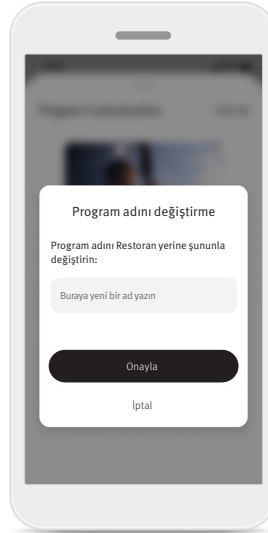 Program adını değiştirme
Program adını Restoran yerine şununla
değiştirin:
Buraya yeni bir ad yazın
Onayla
İptal